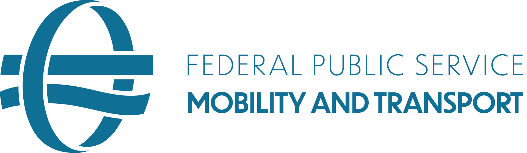 FEDERAL PUBLIC SERVICE
MOBILITY AND TRANSPORT